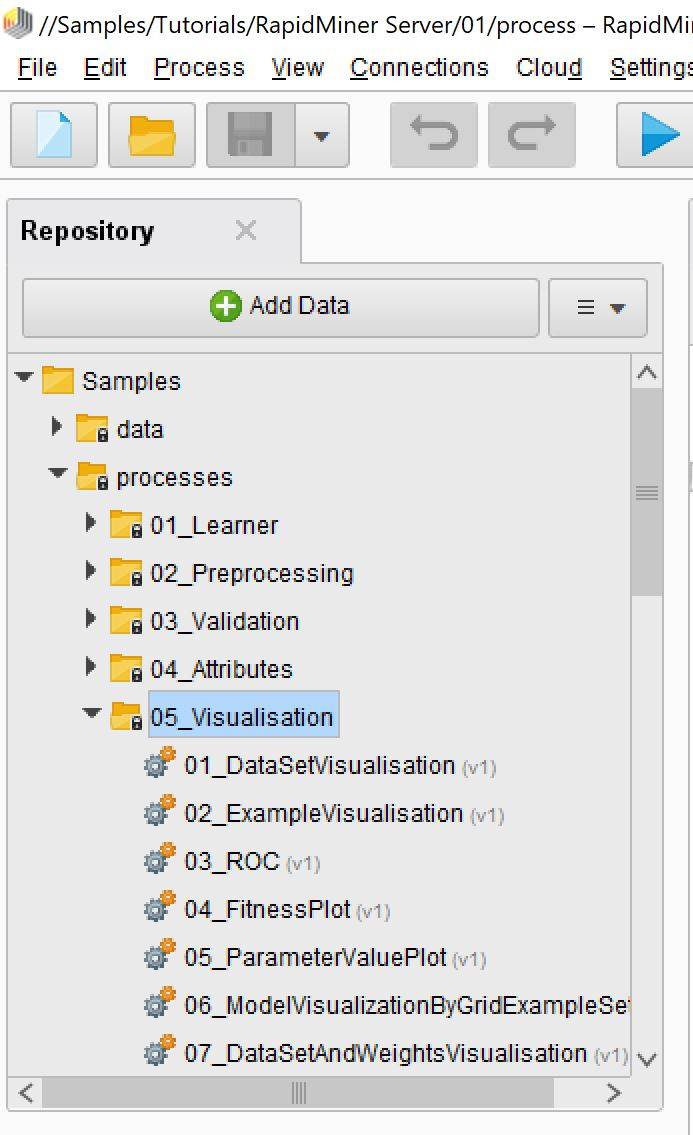 //Samples/Tutorials/RapidMiner Server/01/process – RapidMi
File Edit Process View Connections Cloud Settings
Repository
Add Data
Samples
data
processes
01_Learner
02_Preprocessing
03_Validation
04_Attributes
05_Visualisation
01_DataSetVisualisation (v1)
02_ExampleVisualisation (v1)
03_ROC (v1)
04_FitnessPlot (v1)
05_ParameterValuePlot (v1)
06_ModelVisualizationByGridExampleSet
07_DataSetAndWeightsVisualisation (v1)